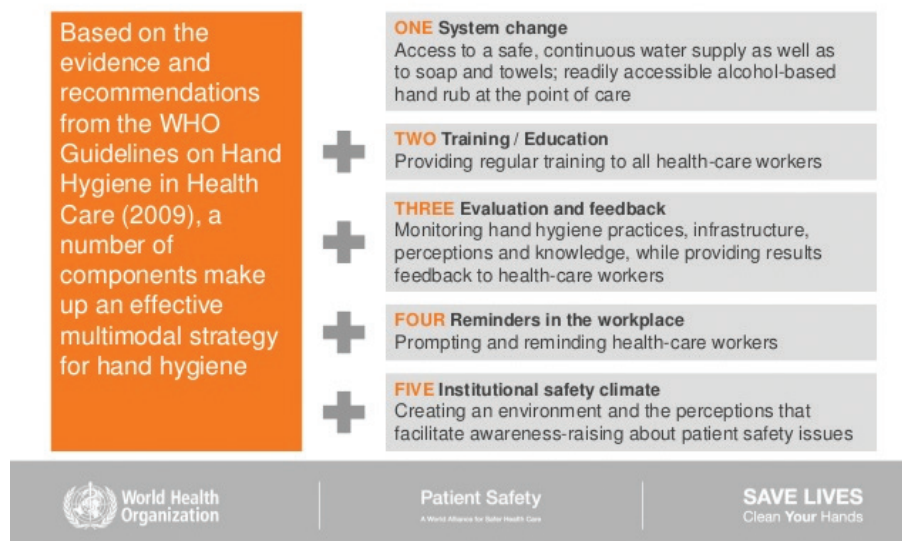 Based on the
evidence and
recommendations
from the WHO
Guidelines on Hand
Hygiene in Health
Care (2009), a
number of
components make
up an effective
multimodal strategy
for hand hygiene
ONE System change
Access to a safe, continuous water supply as well as
to soap and towels; readily accessible alcohol-based
hand rub at the point of care
TWO Training / Education
Providing regular training to all health-care workers
THREE Evaluation and feedback
Monitoring hand hygiene practices, infrastructure,
perceptions and knowledge, while providing results
feedback to health-care workers
FOUR Reminders in the workplace
Prompting and reminding health-care workers
FIVE Institutional safety climate
Creating an environment and the perceptions that
facilitate awareness-raising about patient safety issues
World Health
Organization
Patient Safety
A World Alliance for Safer Health Care
SAVE LIVES
Clean Your Hands